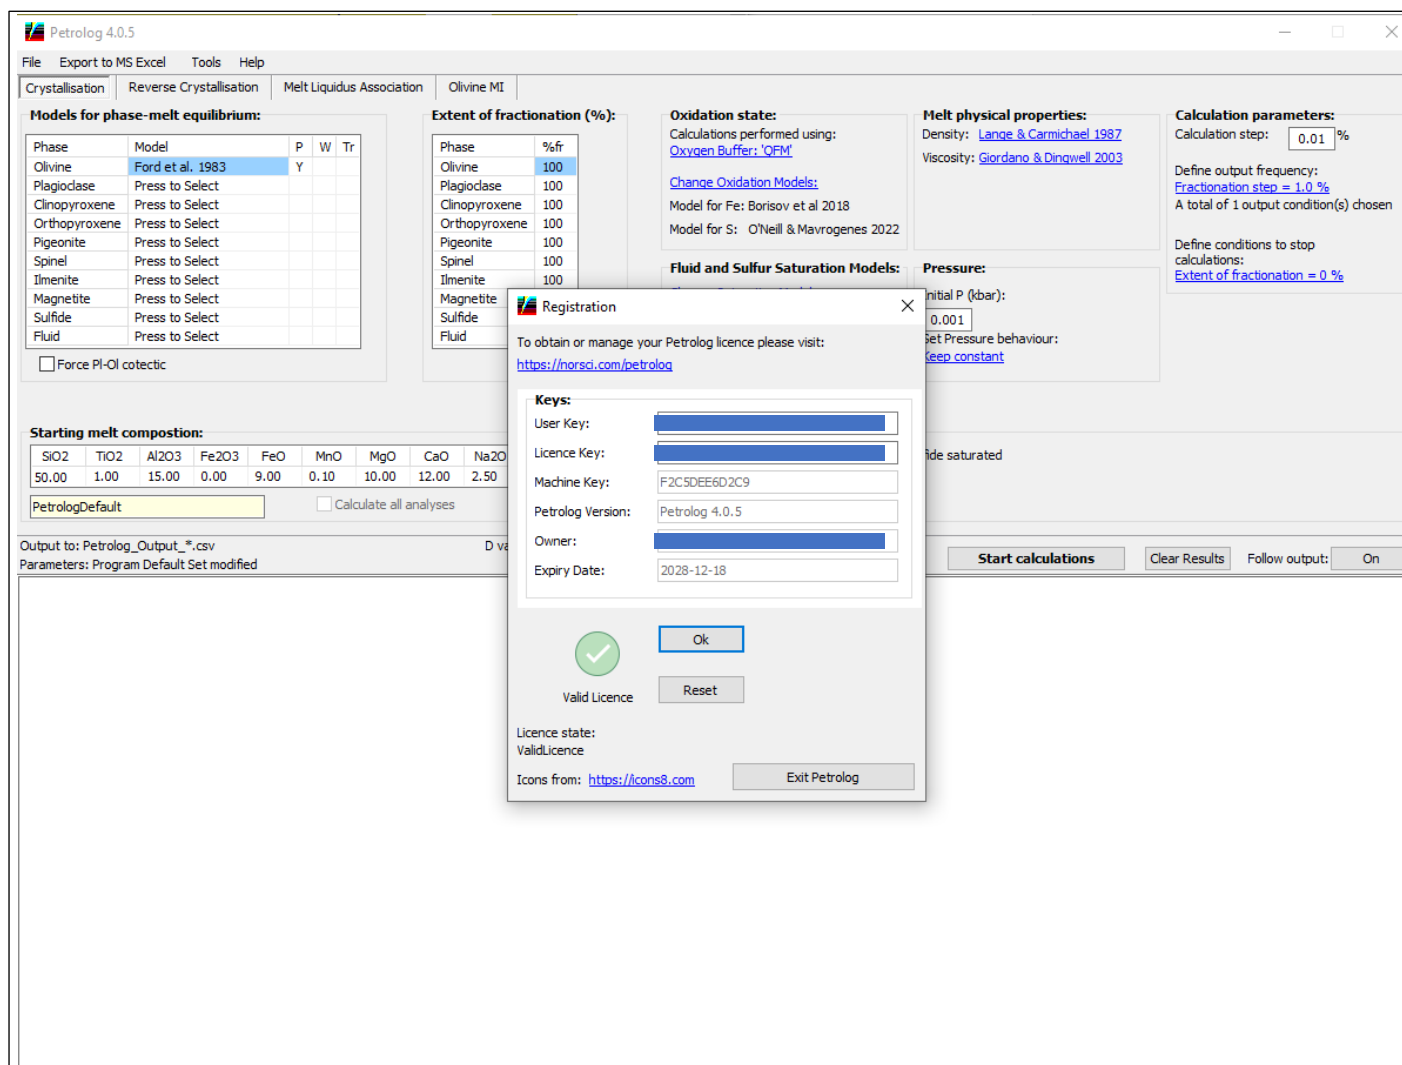 Petrolog 4.0.5
File Export to MS Excel Tools Help
Crystallisation Reverse Crystallisation Melt Liquidus Association Olivine MI
Models for phase-melt equilibrium:
Phase Model P W Tr
Olivine Ford et al. 1983 Y
Plagioclase Press to Select
Clinopyroxene Press to Select
Orthopyroxene Press to Select
Pigeonite Press to Select
Spinel Press to Select
Ilmenite Press to Select
Magnetite Press to Select
Sulfide Press to Select
Fluid Press to Select
Force Pl-Ol cotectic
Extent of fractionation (%):
Phase %fr
Olivine 100
Plagioclase 100
Clinopyroxene 100
Orthopyroxene 100
Pigeonite 100
Spinel 100
Ilmenite 100
Magnetite
Sulfide
Fluid
Oxidation state:
Calculations performed using:
Oxygen Buffer: 'QFM'
Change Oxidation Models:
Model for Fe: Borisov et al 2018
Model for S: O'Neill & Mavrogenes 2022
Fluid and Sulfur Saturation Models:
Melt physical properties:
Density: Lange & Carmichael 1987
Viscosity: Giordano & Dingwell 2003
Pressure:
Initial P (kbar):
0.001
Set Pressure behaviour:
Keep constant
Calculation parameters:
Calculation step: 0.01 %
Define output frequency:
Fractionation step = 1.0 %
A total of 1 output condition(s) chosen
Define conditions to stop
calculations:
Extent of fractionation = 0 %
Starting melt compostion:
SiO2 TiO2 Al2O3 Fe2O3 FeO MnO MgO CaO Na2O
50.00 1.00 15.00 0.00 9.00 0.10 10.00 12.00 2.50
PetrologDefault Calculate all analyses
saturated
Output to: Petrolog_Output_*.csv
D
Parameters: Program Default Set modified
Start calculations Clear Results Follow output: On
Registration
To obtain or manage your Petrolog licence please visit:
https://norsci.com/petrolog
Keys:
User Key:
Licence Key:
Machine Key: F2C5DEE6D2C9
Petrolog Version: Petrolog 4.0.5
Owner:
Expiry Date: 2028-12-18
Ok
Valid Licence
Reset
Licence state:
ValidLicence
Icons from: https://icons8.com
Exit Petrolog